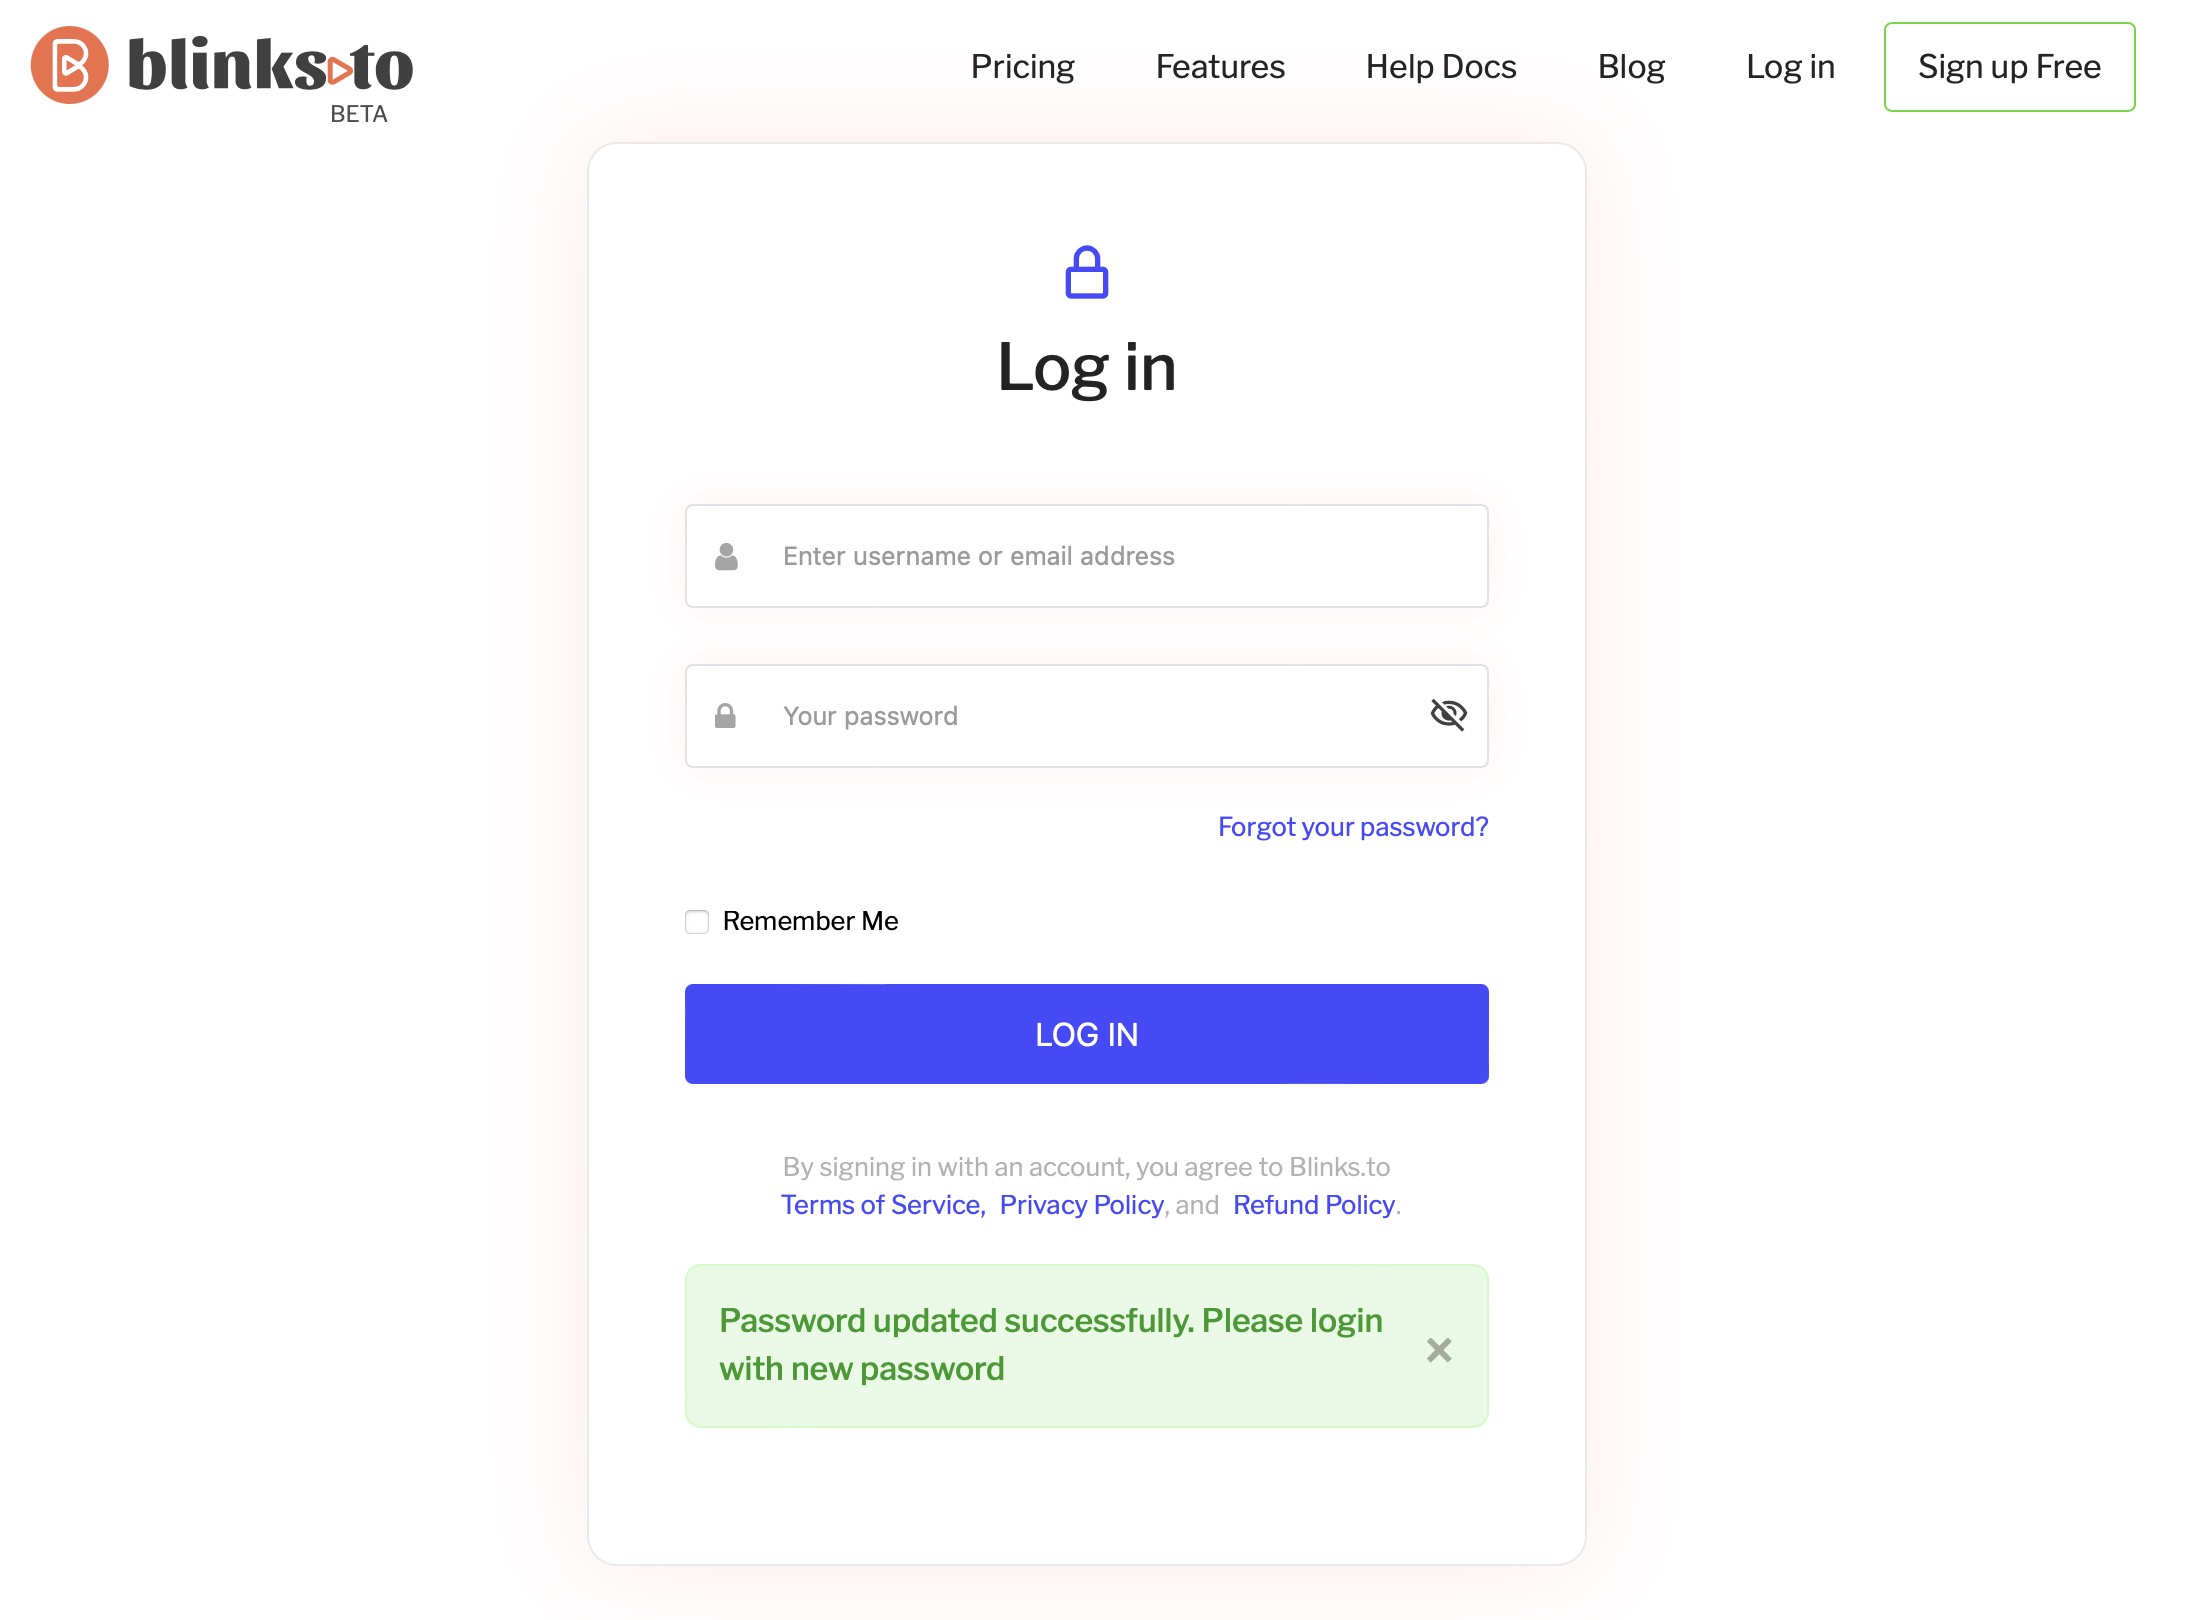 blinks.to
BETA
Pricing
Features
Help Docs
Blog
Log in
Sign up Free
Log in
Enter username or email address
Your password
Forgot your password?
Remember Me
LOG IN
By signing in with an account, you agree to Blinks.to
Terms of Service, Privacy Policy, and Refund Policy.
Password updated successfully. Please login
with new password